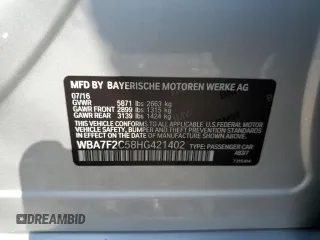 MFD BY BAYERISCHE MOTOREN WERKE AG
07/16
GVWR 5871 lbs 2663 kg
GAWR FRONT 2899 lbs 1315 kg
GAWR REAR 3139 lbs 1424 kg
THIS VEHICLE CONFORMS TO ALL
APPLICABLE U.S. FEDERAL MOTOR
VEHICLE SAFETY, BUMPER AND
THEFT PREVENTION STANDARDS
IN EFFECT ON THE DATE OF
MANUFACTURE SHOWN ABOVE.
WBA7F2C58HG421402 TYPE: PASSENGER CAR
DREAMBID